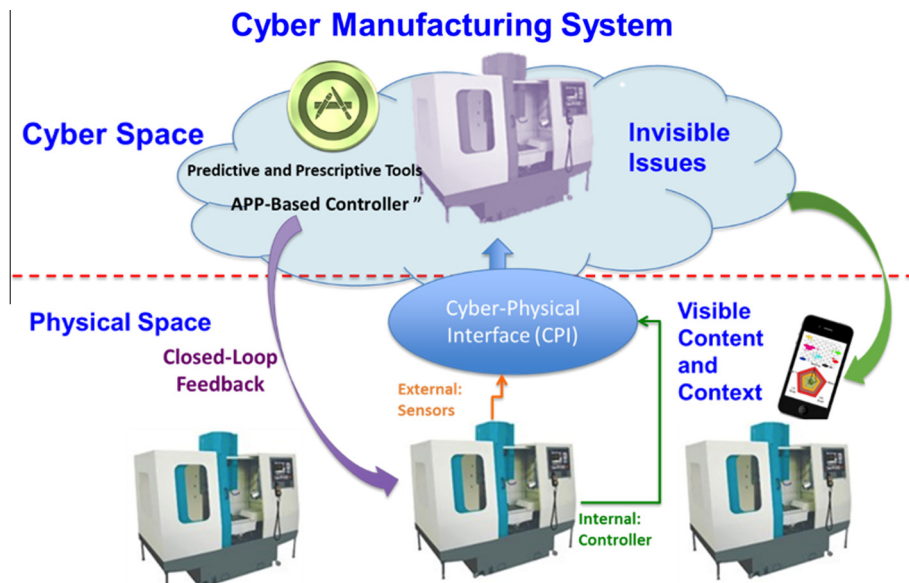 Cyber Manufacturing System
Cyber Space
Invisible
Issues
Predictive and Prescriptive Tools
APP-Based Controller ”
Cyber-Physical
Interface (CPI)
Physical Space
Visible
Content
and
Context
Closed-Loop
Feedback
External:
Sensors
Internal:
Controller